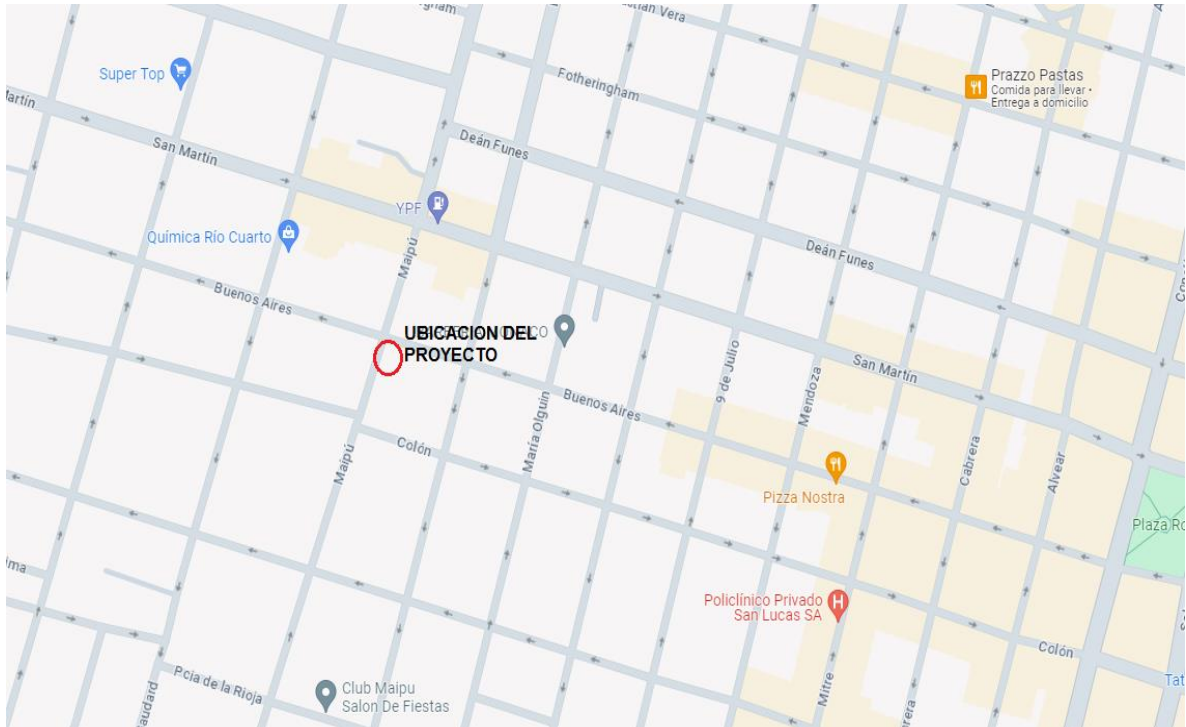 Super Top
San Martín
Fotheringham
Prazzo Pastas
Comida para llevar •
Entrega a domicilio
Deán Funes
YPF
Química Río Cuarto
Maipú
Deán Funes
Buenos Aires
UBICACION DEL
PROYECTO
San Martín
9 de Julio
Mendoza
Buenos Aires
María Olguin
Colón
Maipú
Cabrera
Alvear
Pizza Nostra
Policlínico Privado
San Lucas SA
Colón
Mitre
Pcia de la Rioja
Club Maipu
Salon De Fiestas